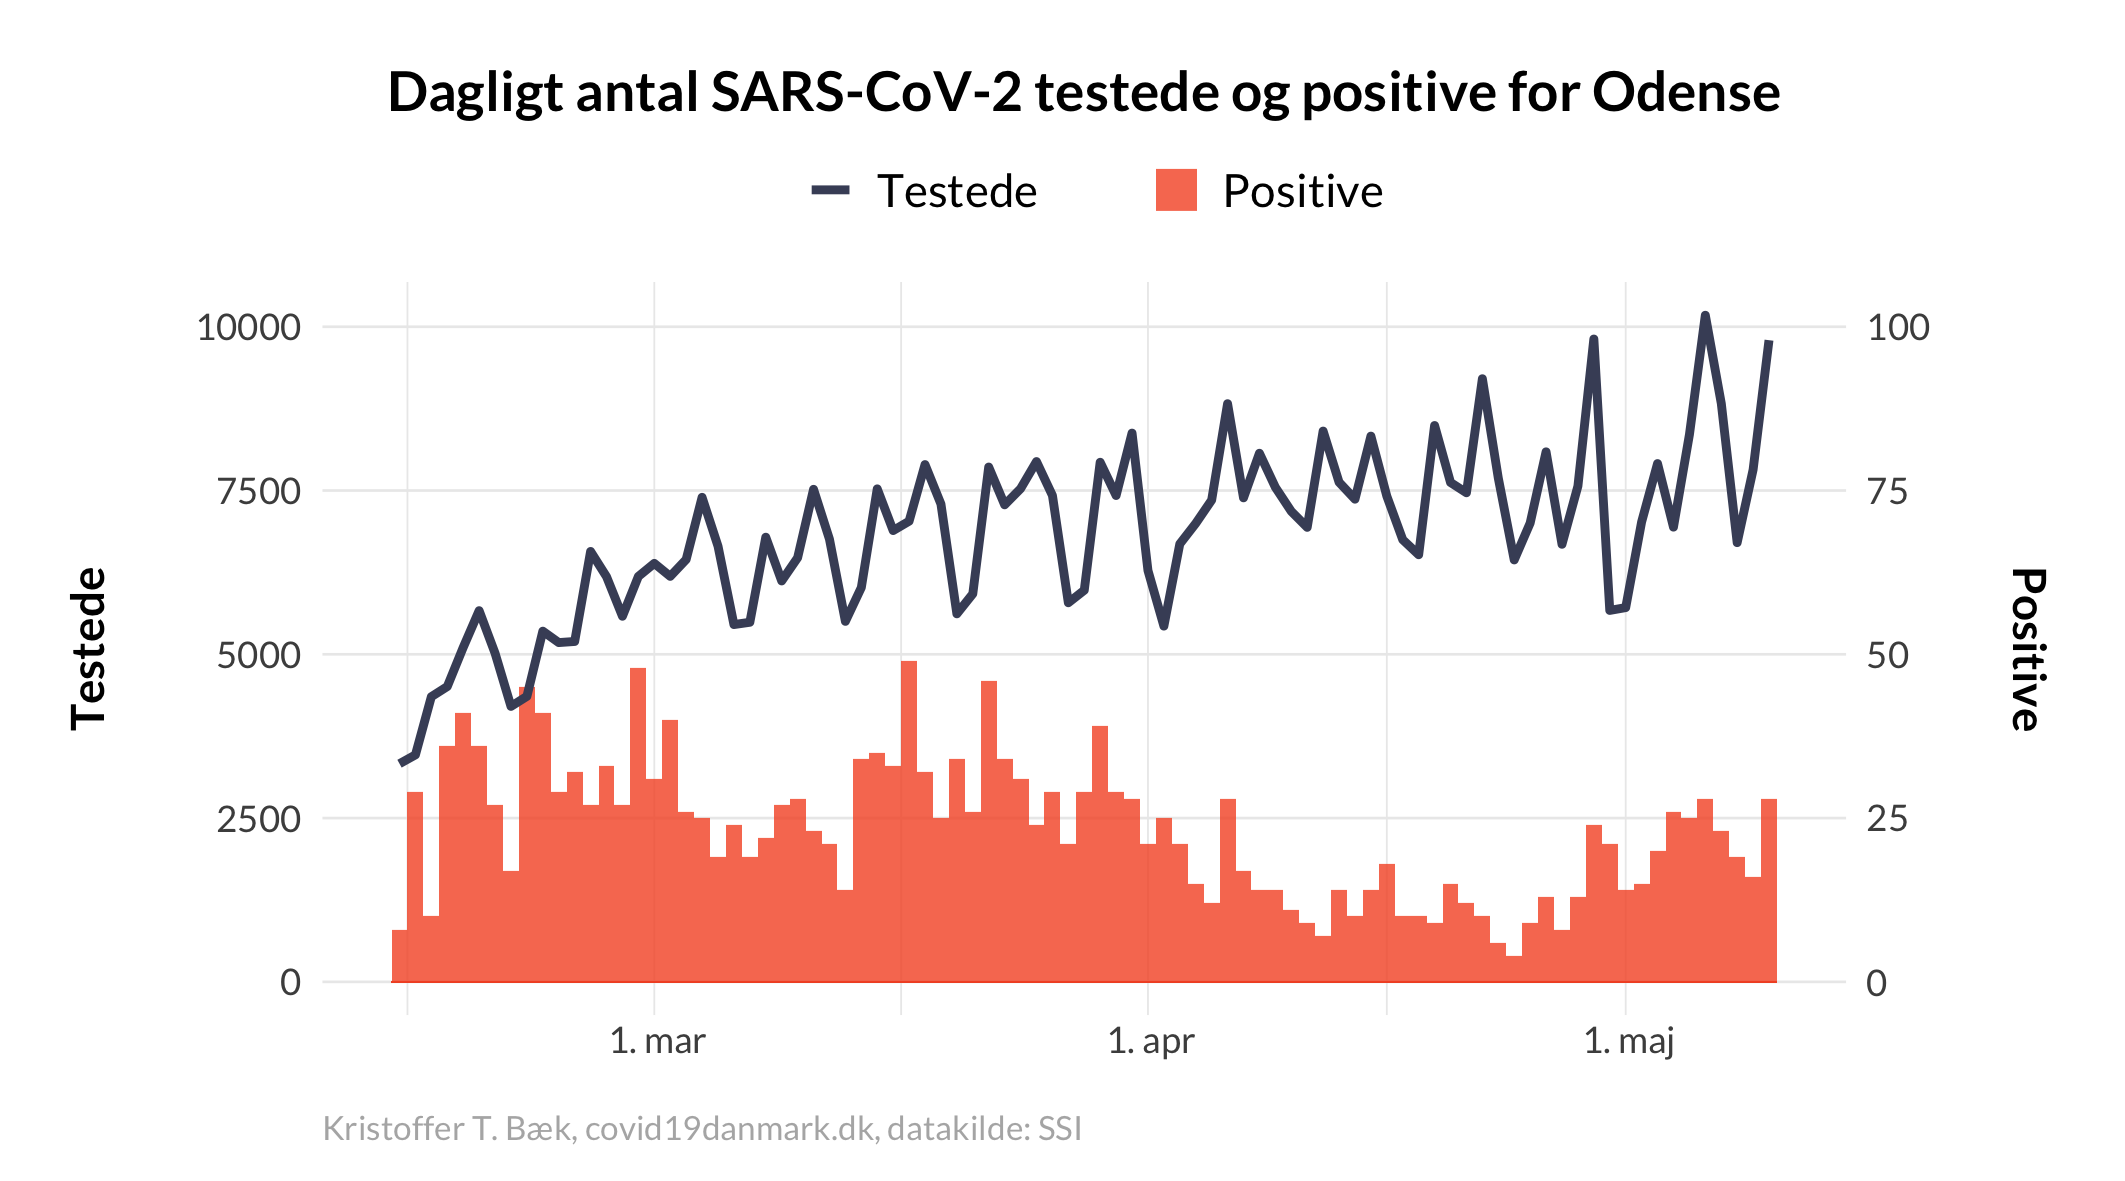 Dagligt antal SARS-CoV-2 testede og positive for Odense
Testede
Positive
10000
7500
5000
2500
0
Testede
100
75
50
25
0
Positive
1. mar
1. apr
1. maj
Kristoffer T. Bæk, covid19danmark.dk, datakilde: SSI